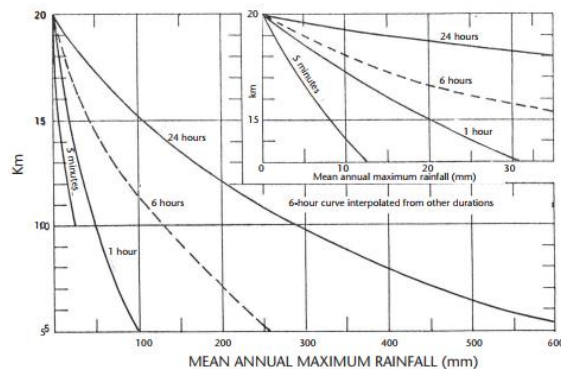 20
15
10
5
Km
5 minutes
1 hour
6 hours
24 hours
6-hour curve interpolated from other durations
100 200 300 400 500 600
MEAN ANNUAL MAXIMUM RAINFALL (mm)
20
15
km
5 minutes
24 hours
6 hours
1 hour
0 10 20 30
Mean annual maximum rainfall (mm)